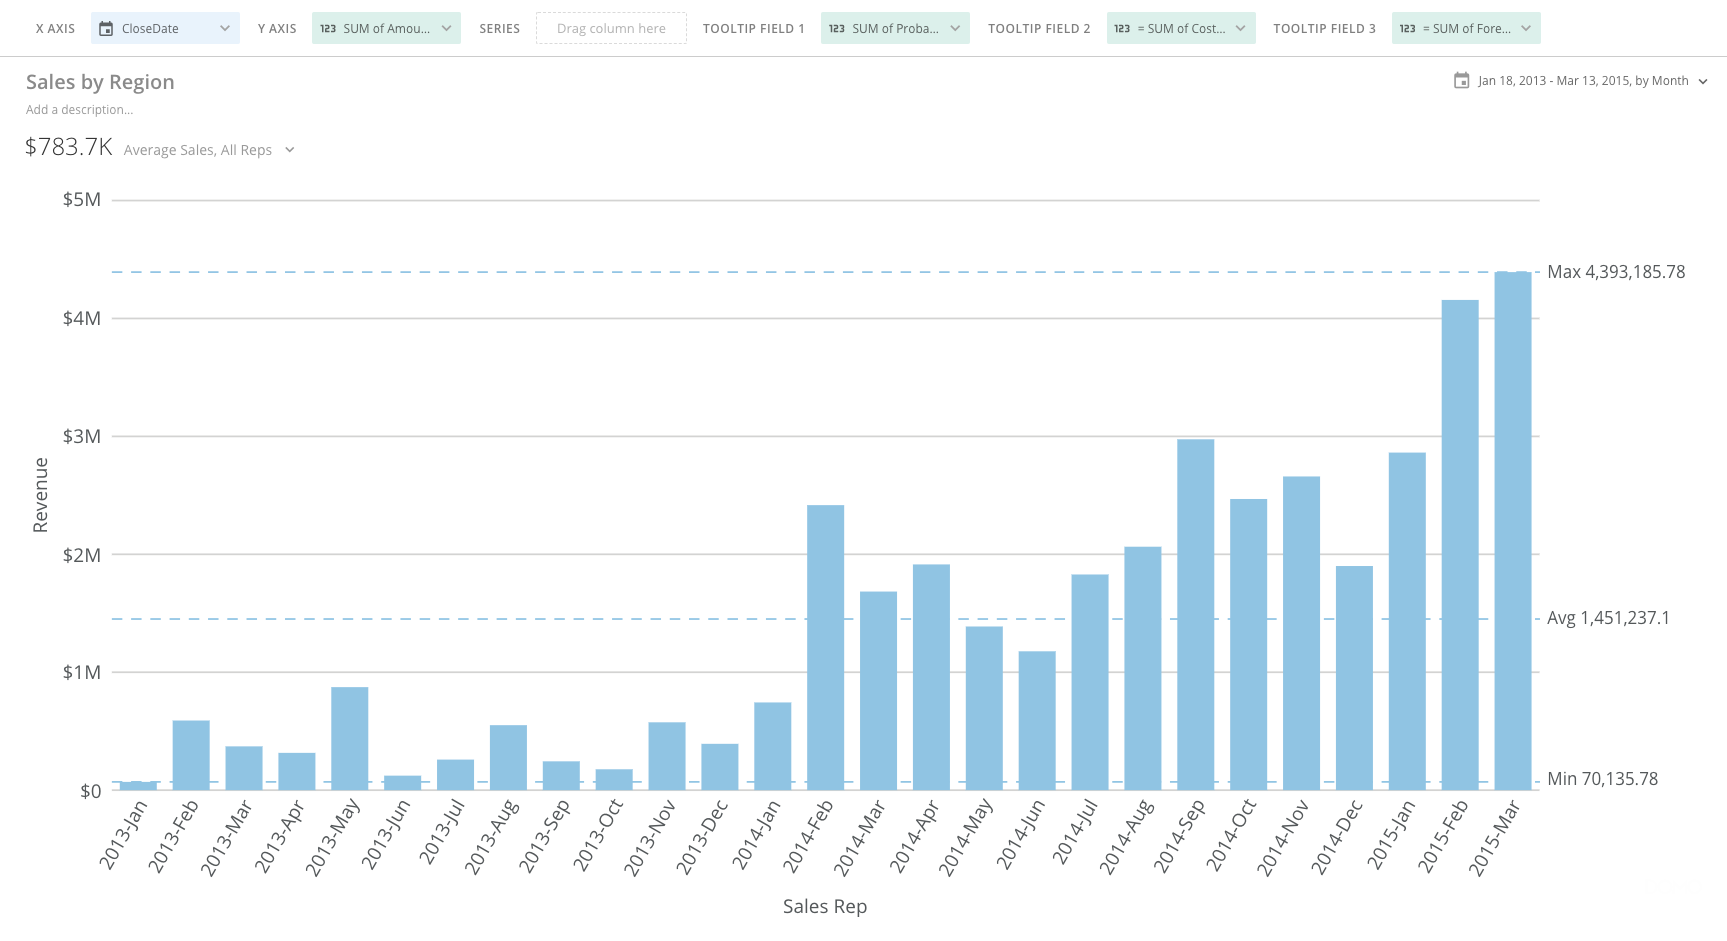 X AXIS CloseDate Y AXIS 123 SUM of Amou... SERIES Drag column here TOOLTIP FIELD 1 123 SUM of Proba... TOOLTIP FIELD 2 123 = SUM of Cost... TOOLTIP FIELD 3 123 = SUM of Fore...
Sales by Region
Jan 18, 2013 - Mar 13, 2015, by Month
Add a description...
$783.7K Average Sales, All Reps
$5M
Max 4,393,185.78
$4M
$3M
Revenue
$2M
Avg 1,451,237.1
$1M
Min 70,135.78
$0
2013-Jan
2013-Feb
2013-Mar
2013-Apr
2013-May
2013-Jun
2013-Jul
2013-Aug
2013-Sep
2013-Oct
2013-Nov
2013-Dec
2014-Jan
2014-Feb
2014-Mar
2014-Apr
2014-May
2014-Jun
2014-Jul
2014-Aug
2014-Sep
2014-Oct
2014-Nov
2014-Dec
2015-Jan
2015-Feb
2015-Mar
Sales Rep